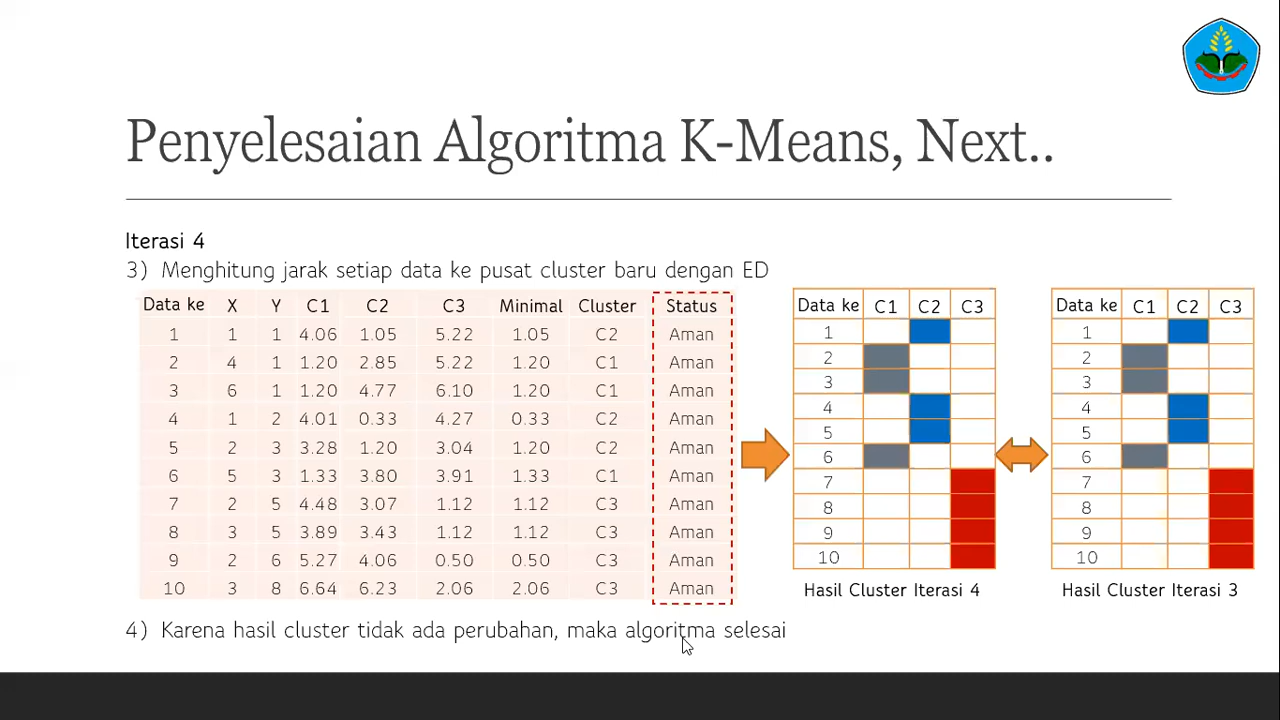 Penyelesaian Algoritma K-Means, Next..
Iterasi 4
3) Menghitung jarak setiap data ke pusat cluster baru dengan ED
Data ke X Y C1 C2 C3 Minimal Cluster Status
1 1 1 4.06 1.05 5.22 1.05 C2 Aman
2 4 1 1.20 2.85 5.22 1.20 C1 Aman
3 6 1 1.20 4.77 6.10 1.20 C1 Aman
4 1 2 4.01 0.33 4.27 0.33 C2 Aman
5 2 3 3.28 1.20 3.04 1.20 C2 Aman
6 5 3 1.33 3.80 3.91 1.33 C1 Aman
7 2 5 4.48 3.07 1.12 1.12 C3 Aman
8 3 5 3.89 3.43 1.12 1.12 C3 Aman
9 2 6 5.27 4.06 0.50 0.50 C3 Aman
10 3 8 6.64 6.23 2.06 2.06 C3 Aman
Data ke C1 C2 C3
1
2
3
4
5
6
7
8
9
10
Hasil Cluster Iterasi 4
Data ke C1 C2 C3
1
2
3
4
5
6
7
8
9
10
Hasil Cluster Iterasi 3
4) Karena hasil cluster tidak ada perubahan, maka algoritma selesai